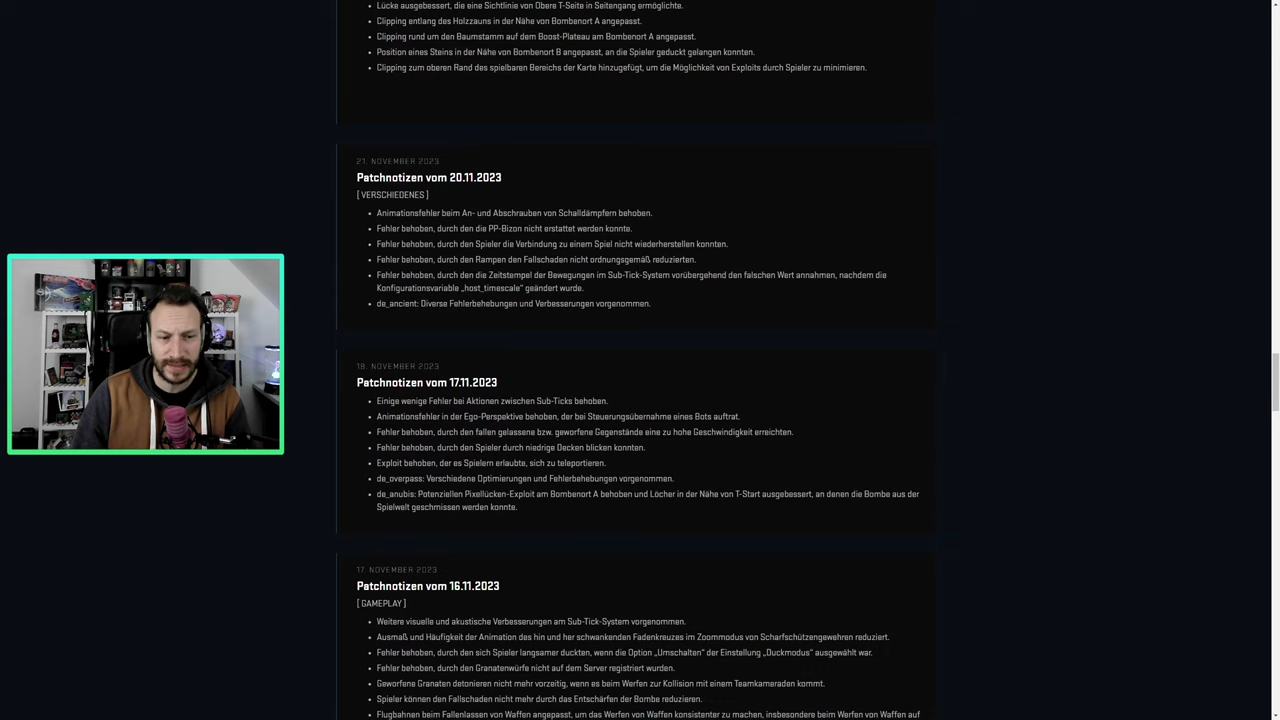 Lücke ausgebessert, die eine Sichtlinie von Obere T-Seite in Seitengang ermöglichte.
Clipping entlang des Holzzauns in der Nähe von Bombenort A angepasst.
Clipping rund um den Baumstamm auf dem Boost-Plateau am Bombenort A angepasst.
Position eines Steins in der Nähe von Bombenort B angepasst, an die Spieler geduckt gelangen konnten.
Clipping zum oberen Rand des spielbaren Bereichs der Karte hinzugefügt, um die Möglichkeit von Exploits durch Spieler zu minimieren.
21. NOVEMBER 2023
Patchnotizen vom 20.11.2023
[ VERSCHIEDENES ]
Animationsfehler beim An- und Abschrauben von Schalldämpfern behoben.
Fehler behoben, durch den die PP-Bizon nicht erstattet werden konnte.
Fehler behoben, durch den Spieler die Verbindung zu einem Spiel nicht wiederherstellen konnten.
Fehler behoben, durch den Rampen den Fallschaden nicht ordnungsgemäß reduzierten.
Fehler behoben, durch den die Zeitstempel der Bewegungen im Sub-Tick-System vorübergehend den falschen Wert annahmen, nachdem die
Konfigurationsvariable „host_timescale“ geändert wurde.
de_ancient: Diverse Fehlerbehebungen und Verbesserungen vorgenommen.
18. NOVEMBER 2023
Patchnotizen vom 17.11.2023
Einige wenige Fehler bei Aktionen zwischen Sub-Ticks behoben.
Animationsfehler in der Ego-Perspektive behoben, der bei Steuerungsübernahme eines Bots auftrat.
Fehler behoben, durch den fallen gelassene bzw. geworfene Gegenstände eine zu hohe Geschwindigkeit erreichten.
Fehler behoben, durch den Spieler durch niedrige Decken blicken konnten.
Exploit behoben, der es Spielern erlaubte, sich zu teleportieren.
de_overpass: Verschiedene Optimierungen und Fehlerbehebungen vorgenommen.
de_anubis: Potenziellen Pixellücken-Exploit am Bombenort A behoben und Löcher in der Nähe von T-Start ausgebessert, an denen die Bombe aus der
Spielwelt geschmissen werden konnte.
17. NOVEMBER 2023
Patchnotizen vom 16.11.2023
[ GAMEPLAY ]
Weitere visuelle und akustische Verbesserungen am Sub-Tick-System vorgenommen.
Ausmaß und Häufigkeit der Animation des hin und her schwankenden Fadenkreuzes im Zoommodus von Scharfschützengewehren reduziert.
Fehler behoben, durch den sich Spieler langsamer duckten, wenn die Option „Umschalten“ der Einstellung „Duckmodus“ ausgewählt war.
Fehler behoben, durch den Granatenwürfe nicht auf dem Server registriert wurden.
Geworfene Granaten detonieren nicht mehr vorzeitig, wenn es beim Werfen zur Kollision mit einem Teamkameraden kommt.
Spieler können den Fallschaden nicht mehr durch das Entschärfen der Bombe reduzieren.
Flugbahnen beim Fallenlassen von Waffen angepasst, um das Werfen von Waffen konsistenter zu machen, insbesondere beim Werfen von Waffen auf